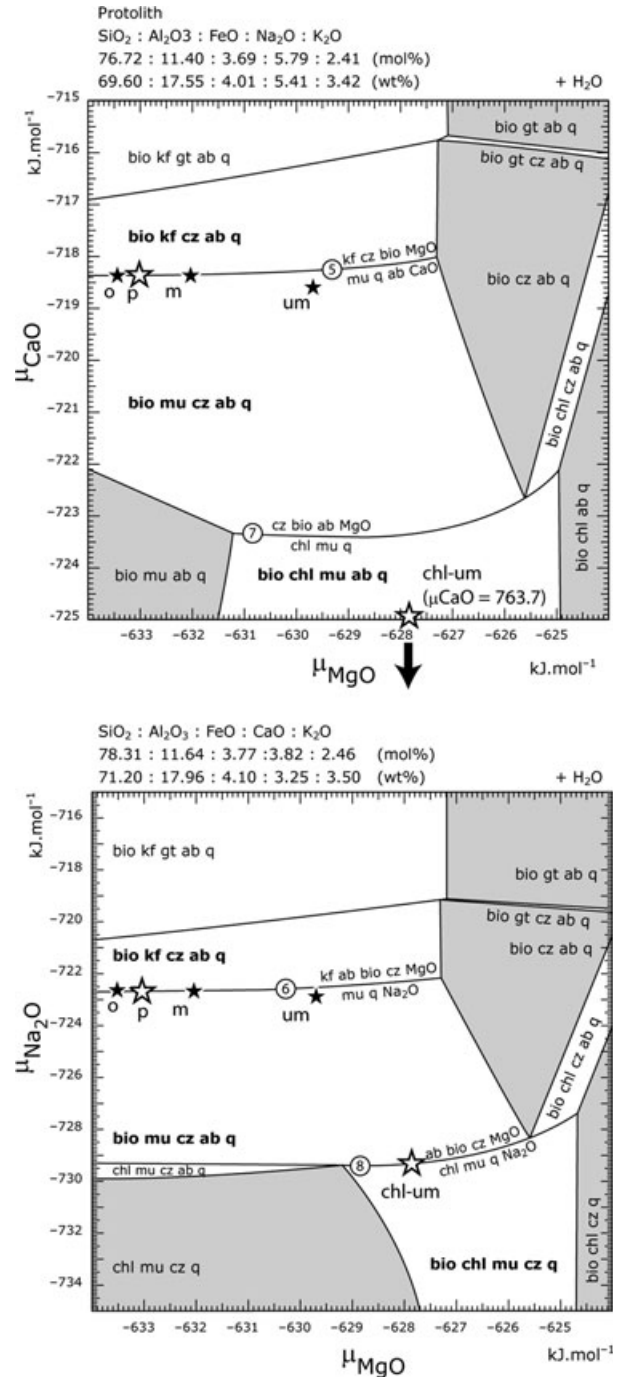 Protolith
SiO₂ : Al₂O3 : FeO : Na₂O : K₂O
76.72 : 11.40 : 3.69 : 5.79 : 2.41 (mol%)
69.60 : 17.55 : 4.01 : 5.41 : 3.42 (wt%) + H₂O
kJ.mol⁻¹
−715
−716
−717
−718
−719
−720
−721
−722
−723
−724
−725
μCaO
bio gt ab q
bio kf gt ab q
bio gt cz ab q
bio kf cz ab q
5
kf cz bio MgO
mu q ab CaO
bio cz ab q
o
p
m
um
bio mu cz ab q
bio chl cz ab q
7
cz bio ab MgO
chl mu q
bio mu ab q
bio chl mu ab q
chl-um
(μCaO = 763.7)
bio chl ab q
−633 −632 −631 −630 −629 −628 −627 −626 −625
μMgO
kJ.mol⁻¹
SiO₂ : Al₂O₃ : FeO : CaO : K₂O
78.31 : 11.64 : 3.77 :3.82 : 2.46 (mol%)
71.20 : 17.96 : 4.10 : 3.25 : 3.50 (wt%) + H₂O
kJ.mol⁻¹
−718
−720
−722
−723
−726
−728
−730
−732
−734
μNa₂O
bio kf gt ab q
bio gt ab q
bio gt cz ab q
bio kf cz ab q
bio cz ab q
6
kf ab bio cz MgO
mu q Na₂O
o
p
m
um
bio chl cz ab q
bio mu cz ab q
chl mu cz ab q
8
ab bio cz MgO
chl mu q Na₂O
chl-um
chl mu cz q
bio chl mu cz q
bio chl cz q
−633 −632 −631 −630 −629 −628 −627 −626 −625
μMgO
kJ.mol⁻¹